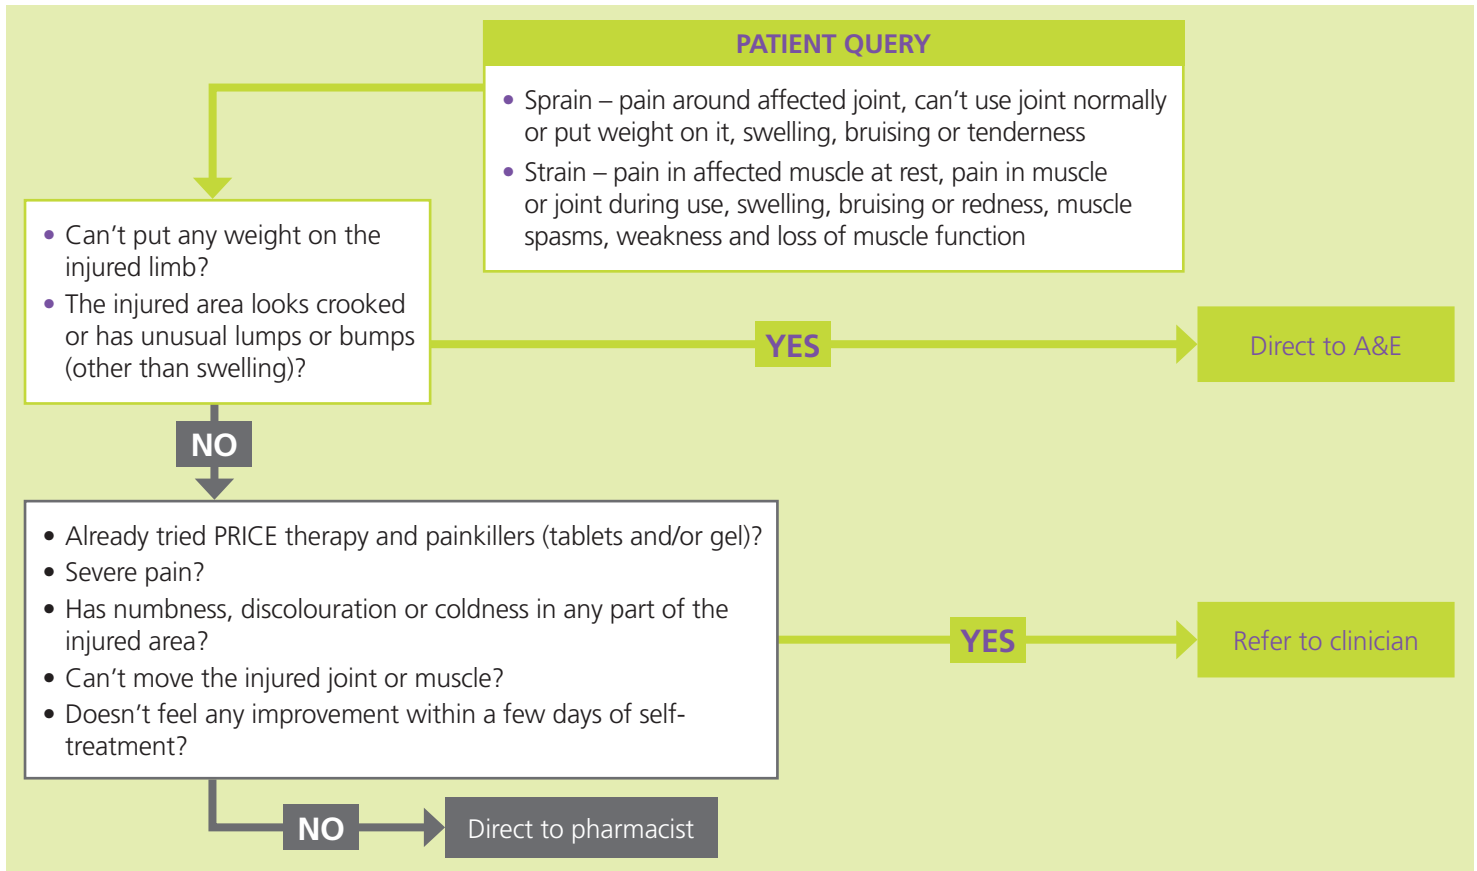 PATIENT QUERY
• Sprain – pain around affected joint, can’t use joint normally
or put weight on it, swelling, bruising or tenderness
• Strain – pain in affected muscle at rest, pain in muscle
or joint during use, swelling, bruising or redness, muscle
spasms, weakness and loss of muscle function
• Can’t put any weight on the
injured limb?
• The injured area looks crooked
or has unusual lumps or bumps
(other than swelling)?
YES
Direct to A&E
NO
• Already tried PRICE therapy and painkillers (tablets and/or gel)?
• Severe pain?
• Has numbness, discolouration or coldness in any part of the
injured area?
• Can’t move the injured joint or muscle?
• Doesn’t feel any improvement within a few days of self-
treatment?
YES
Refer to clinician
NO
Direct to pharmacist